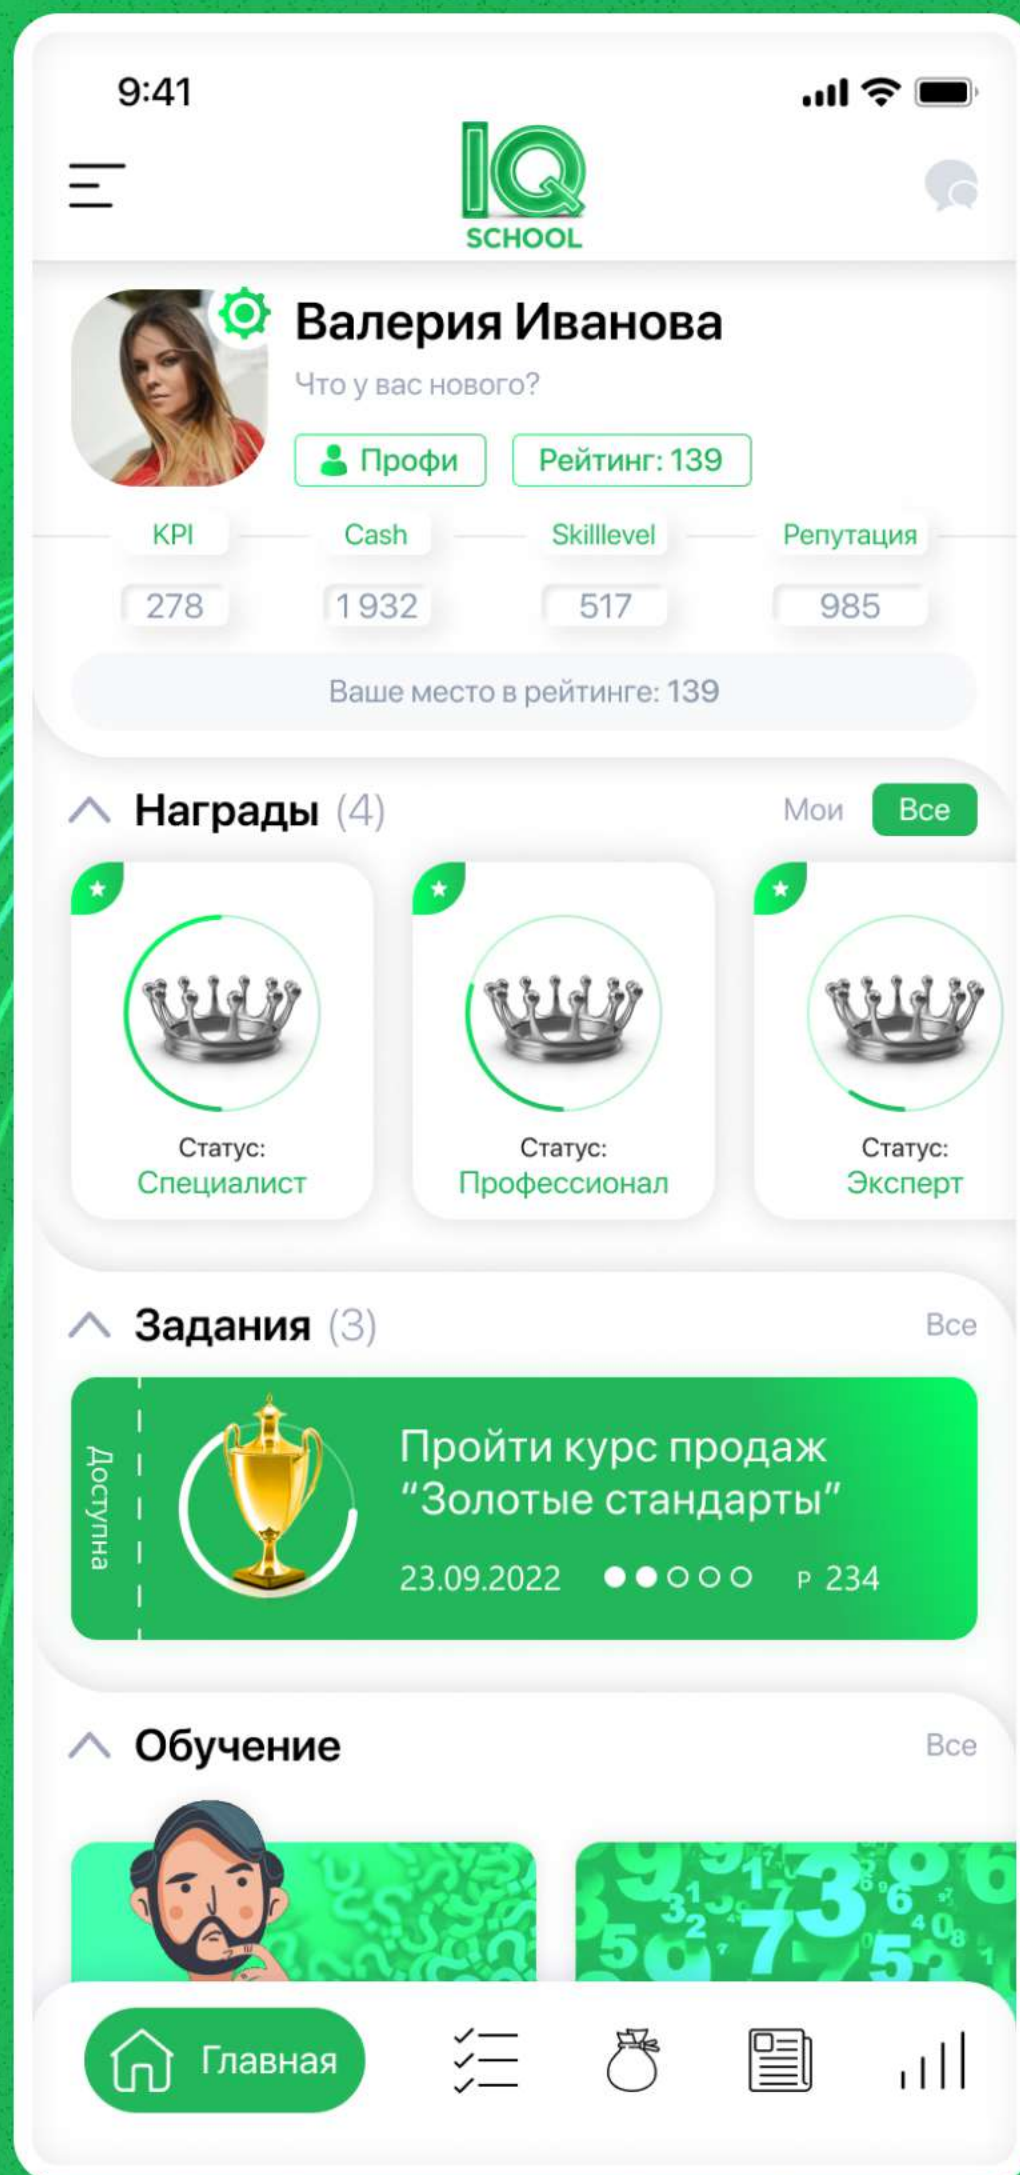 9:41
IQ
SCHOOL
Валерия Иванова
Что у вас нового?
Профи
Рейтинг: 139
KPI
Cash
Skilllevel
Репутация
278
1 932
517
985
Ваше место в рейтинге: 139
Награды (4)
Мои
Все
Статус:
Специалист
Статус:
Профессионал
Статус:
Эксперт
Задания (3)
Все
Доступна
Пройти курс продаж
“Золотые стандарты”
23.09.2022
P 234
Обучение
Все
Главная